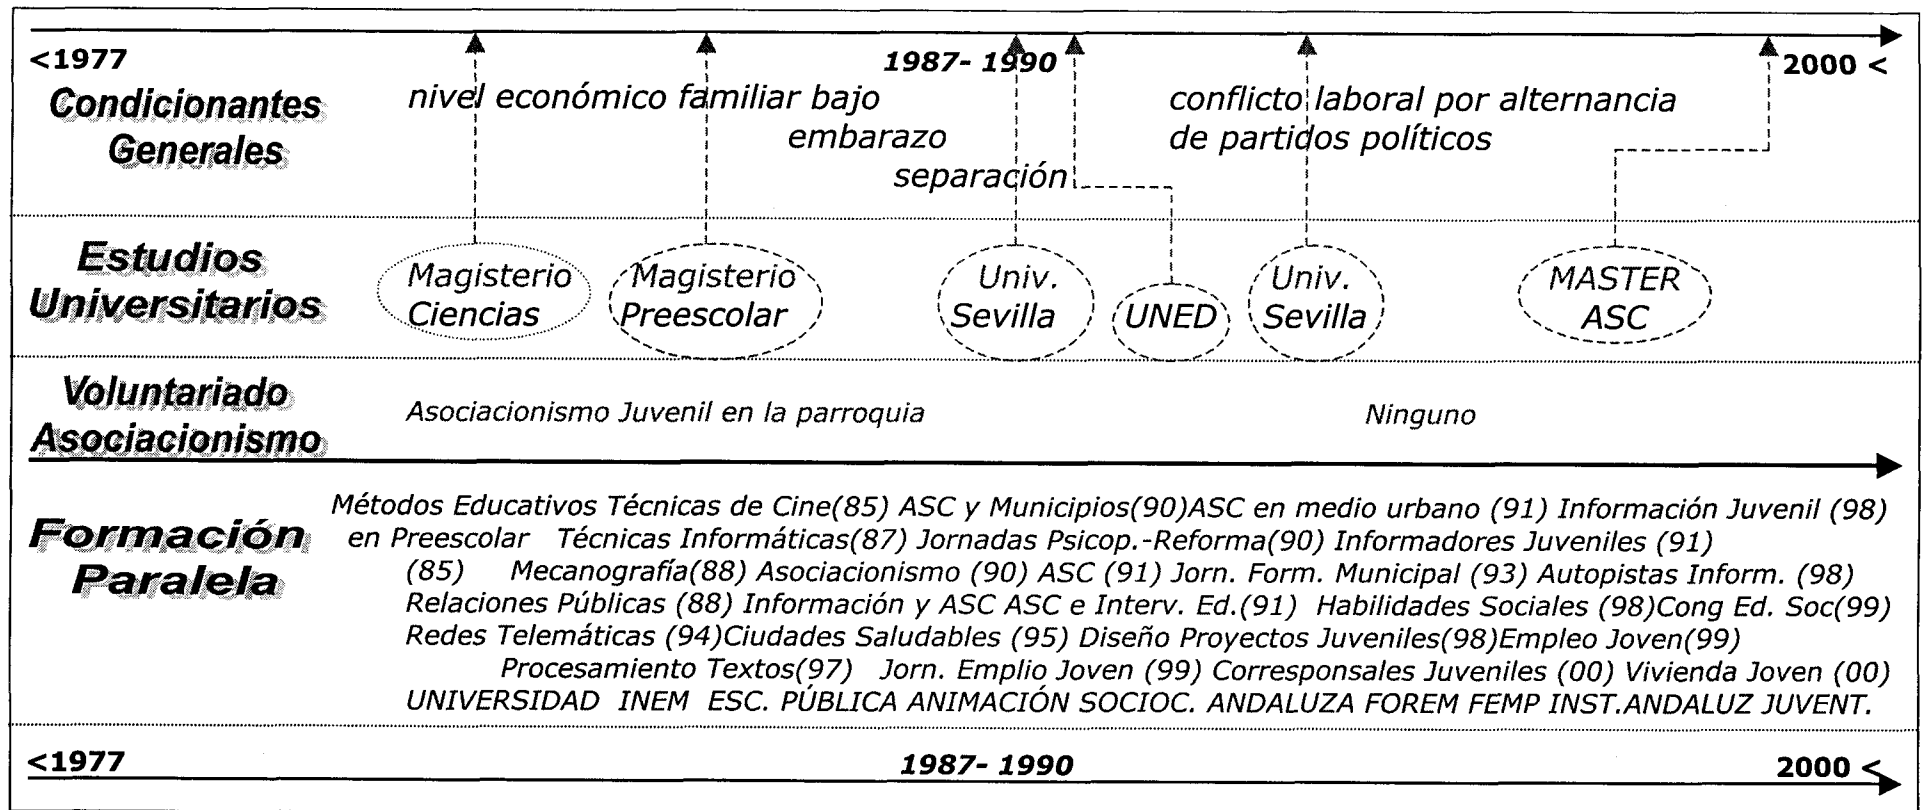 <1977 1987- 1990 2000 <
Condicionantes
Generales
nivel económico familiar bajo
embarazo
separación
conflicto laboral por alternancia
de partidos políticos
Estudios
Universitarios
Magisterio
Ciencias
Magisterio
Preescolar
Univ.
Sevilla
UNED
Univ.
Sevilla
MASTER
ASC
Voluntariado
Asociacionismo
Asociacionismo Juvenil en la parroquia
Ninguno
Formación
Paralela
Métodos Educativos Técnicas de Cine(85) ASC y Municipios(90)ASC en medio urbano (91) Información Juvenil (98)
en Preescolar Técnicas Informáticas(87) Jornadas Psicop.-Reforma(90) Informadores Juveniles (91)
(85) Mecanografía(88) Asociacionismo (90) ASC (91) Jorn. Form. Municipal (93) Autopistas Inform. (98)
Relaciones Públicas (88) Información y ASC ASC e Interv. Ed.(91) Habilidades Sociales (98)Cong Ed. Soc(99)
Redes Telemáticas (94)Ciudades Saludables (95) Diseño Proyectos Juveniles(98)Empleo Joven(99)
Procesamiento Textos(97) Jorn. Emplio Joven (99) Corresponsales Juveniles (00) Vivienda Joven (00)
UNIVERSIDAD INEM ESC. PÚBLICA ANIMACIÓN SOCIOC. ANDALUZA FOREM FEMP INST.ANDALUZ JUVENT.
<1977 1987- 1990 2000 <